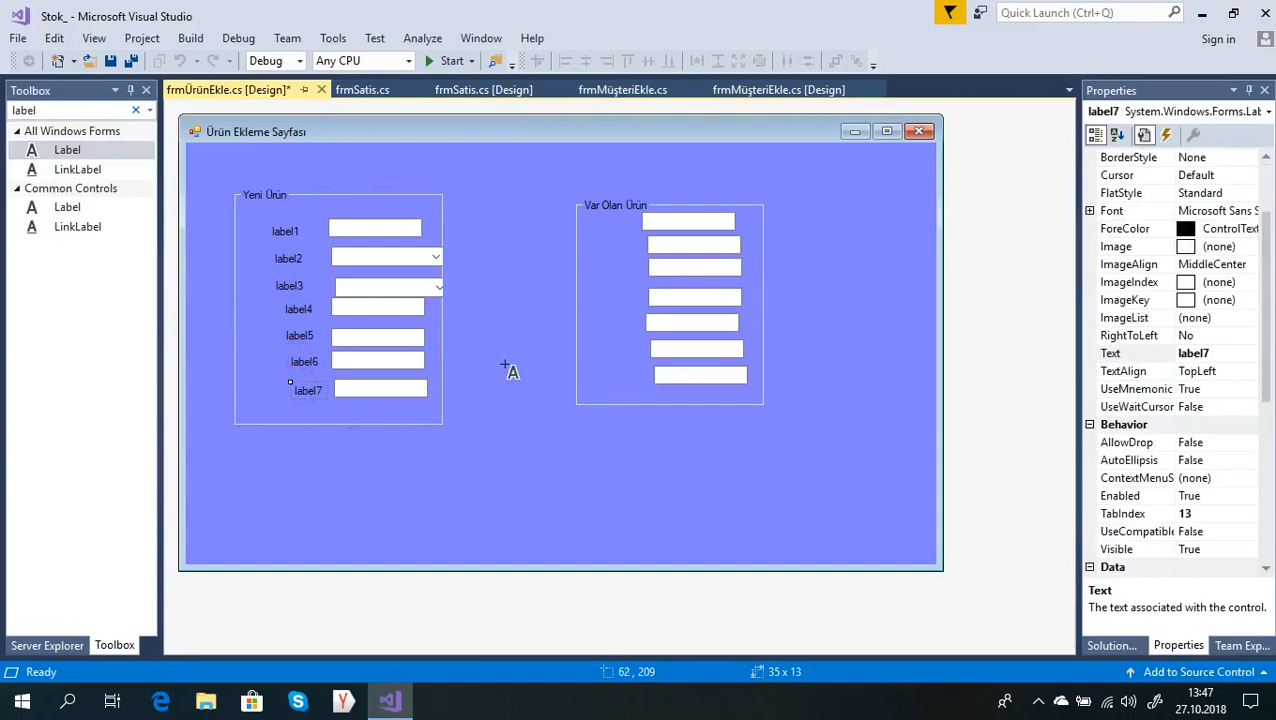 Stok_ - Microsoft Visual Studio
Quick Launch (Ctrl+Q)
File Edit View Project Build Debug Team Tools Test Analyze Window Help
Sign in
Debug Any CPU Start
Toolbox
frmÜrünEkle.cs [Design]* frmSatis.cs frmSatis.cs [Design] frmMüşteriEkle.cs frmMüşteriEkle.cs [Design]
Properties
label
label7 System.Windows.Forms.Lab
All Windows Forms
Label
LinkLabel
Common Controls
Label
LinkLabel
Ürün Ekleme Sayfası
Yeni Ürün
label1
label2
label3
label4
label5
label6
label7
Var Olan Ürün
A
BorderStyle None
Cursor Default
FlatStyle Standard
Font Microsoft Sans S
ForeColor ControlText
Image (none)
ImageAlign MiddleCenter
ImageIndex (none)
ImageKey (none)
ImageList (none)
RightToLeft No
Text label7
TextAlign TopLeft
UseMnemonic True
UseWaitCursor False
Behavior
AllowDrop False
AutoEllipsis False
ContextMenuS (none)
Enabled True
TabIndex 13
UseCompatible False
Visible True
Data
Text
The text associated with the control.
Server Explorer Toolbox
Solution... Properties Team Exp...
Ready
62 , 209
35 x 13
Add to Source Control
13:47
27.10.2018